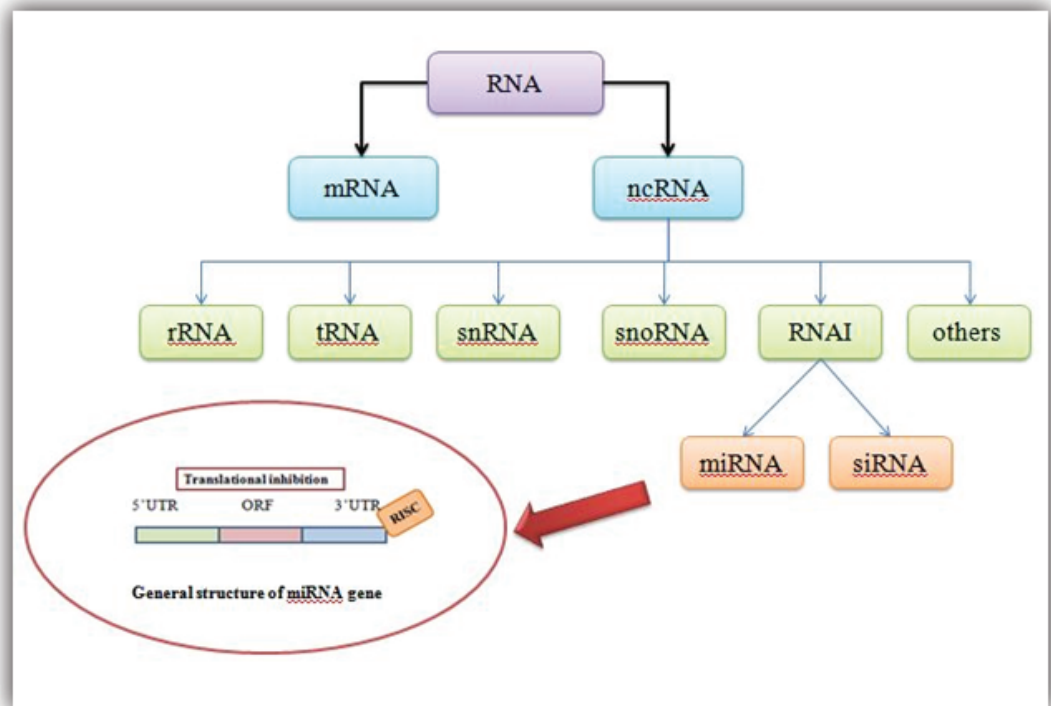 RNA
mRNA
ncRNA
rRNA
tRNA
snRNA
snoRNA
RNAI
others
miRNA
siRNA
Translational inhibition
5'UTR ORF 3'UTR
RISC
General structure of miRNA gene